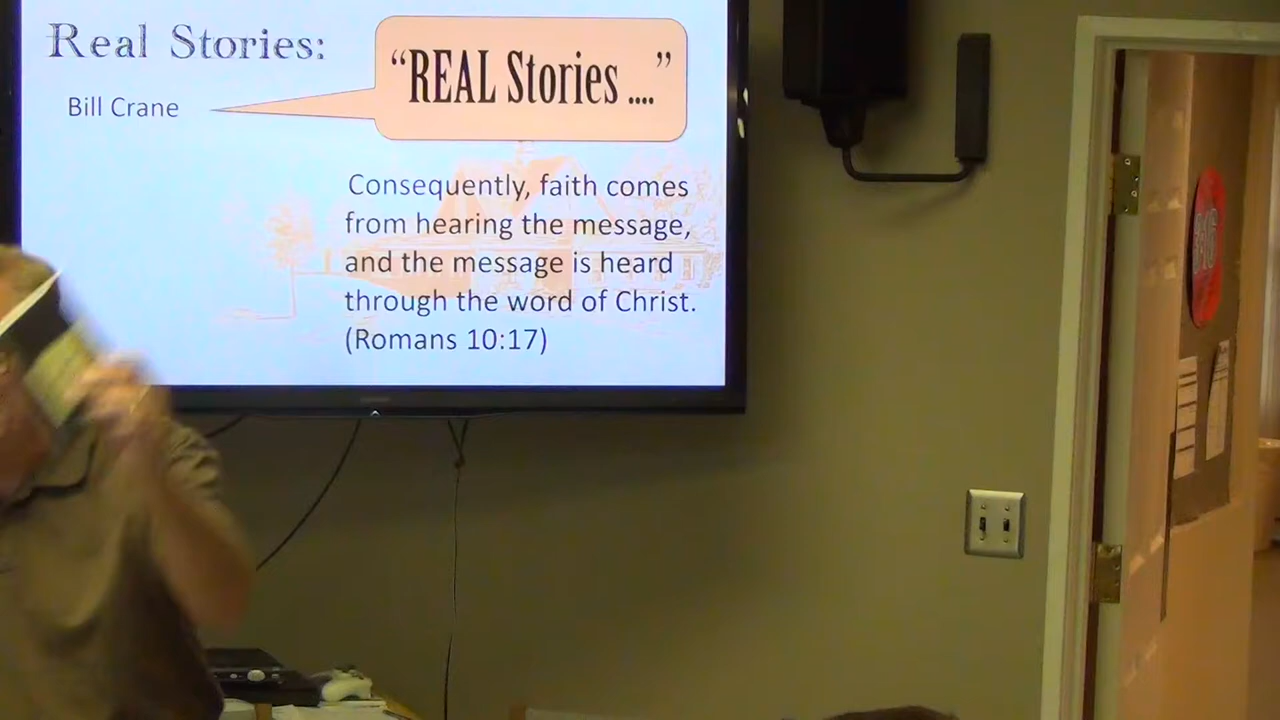 Real Stories:
“REAL Stories ....”
Bill Crane
Consequently, faith comes
from hearing the message,
and the message is heard
through the word of Christ.
(Romans 10:17)